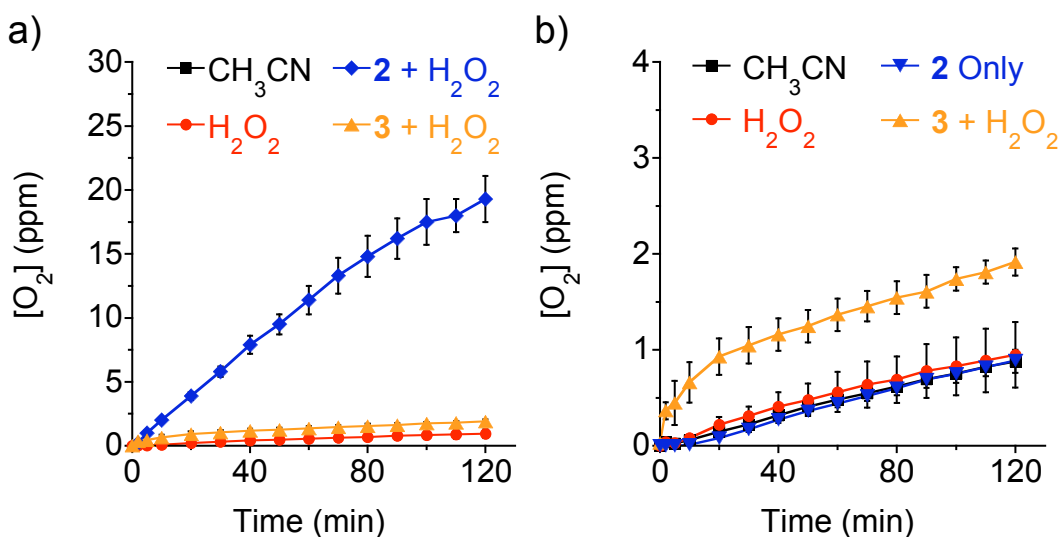 a)
CH₃CN
2 + H₂O₂
H₂O₂
3 + H₂O₂
30
25
20
15
10
5
0
[O₂] (ppm)
0
40
80
120
Time (min)
b)
CH₃CN
2 Only
H₂O₂
3 + H₂O₂
4
3
2
1
0
[O₂] (ppm)
0
40
80
120
Time (min)